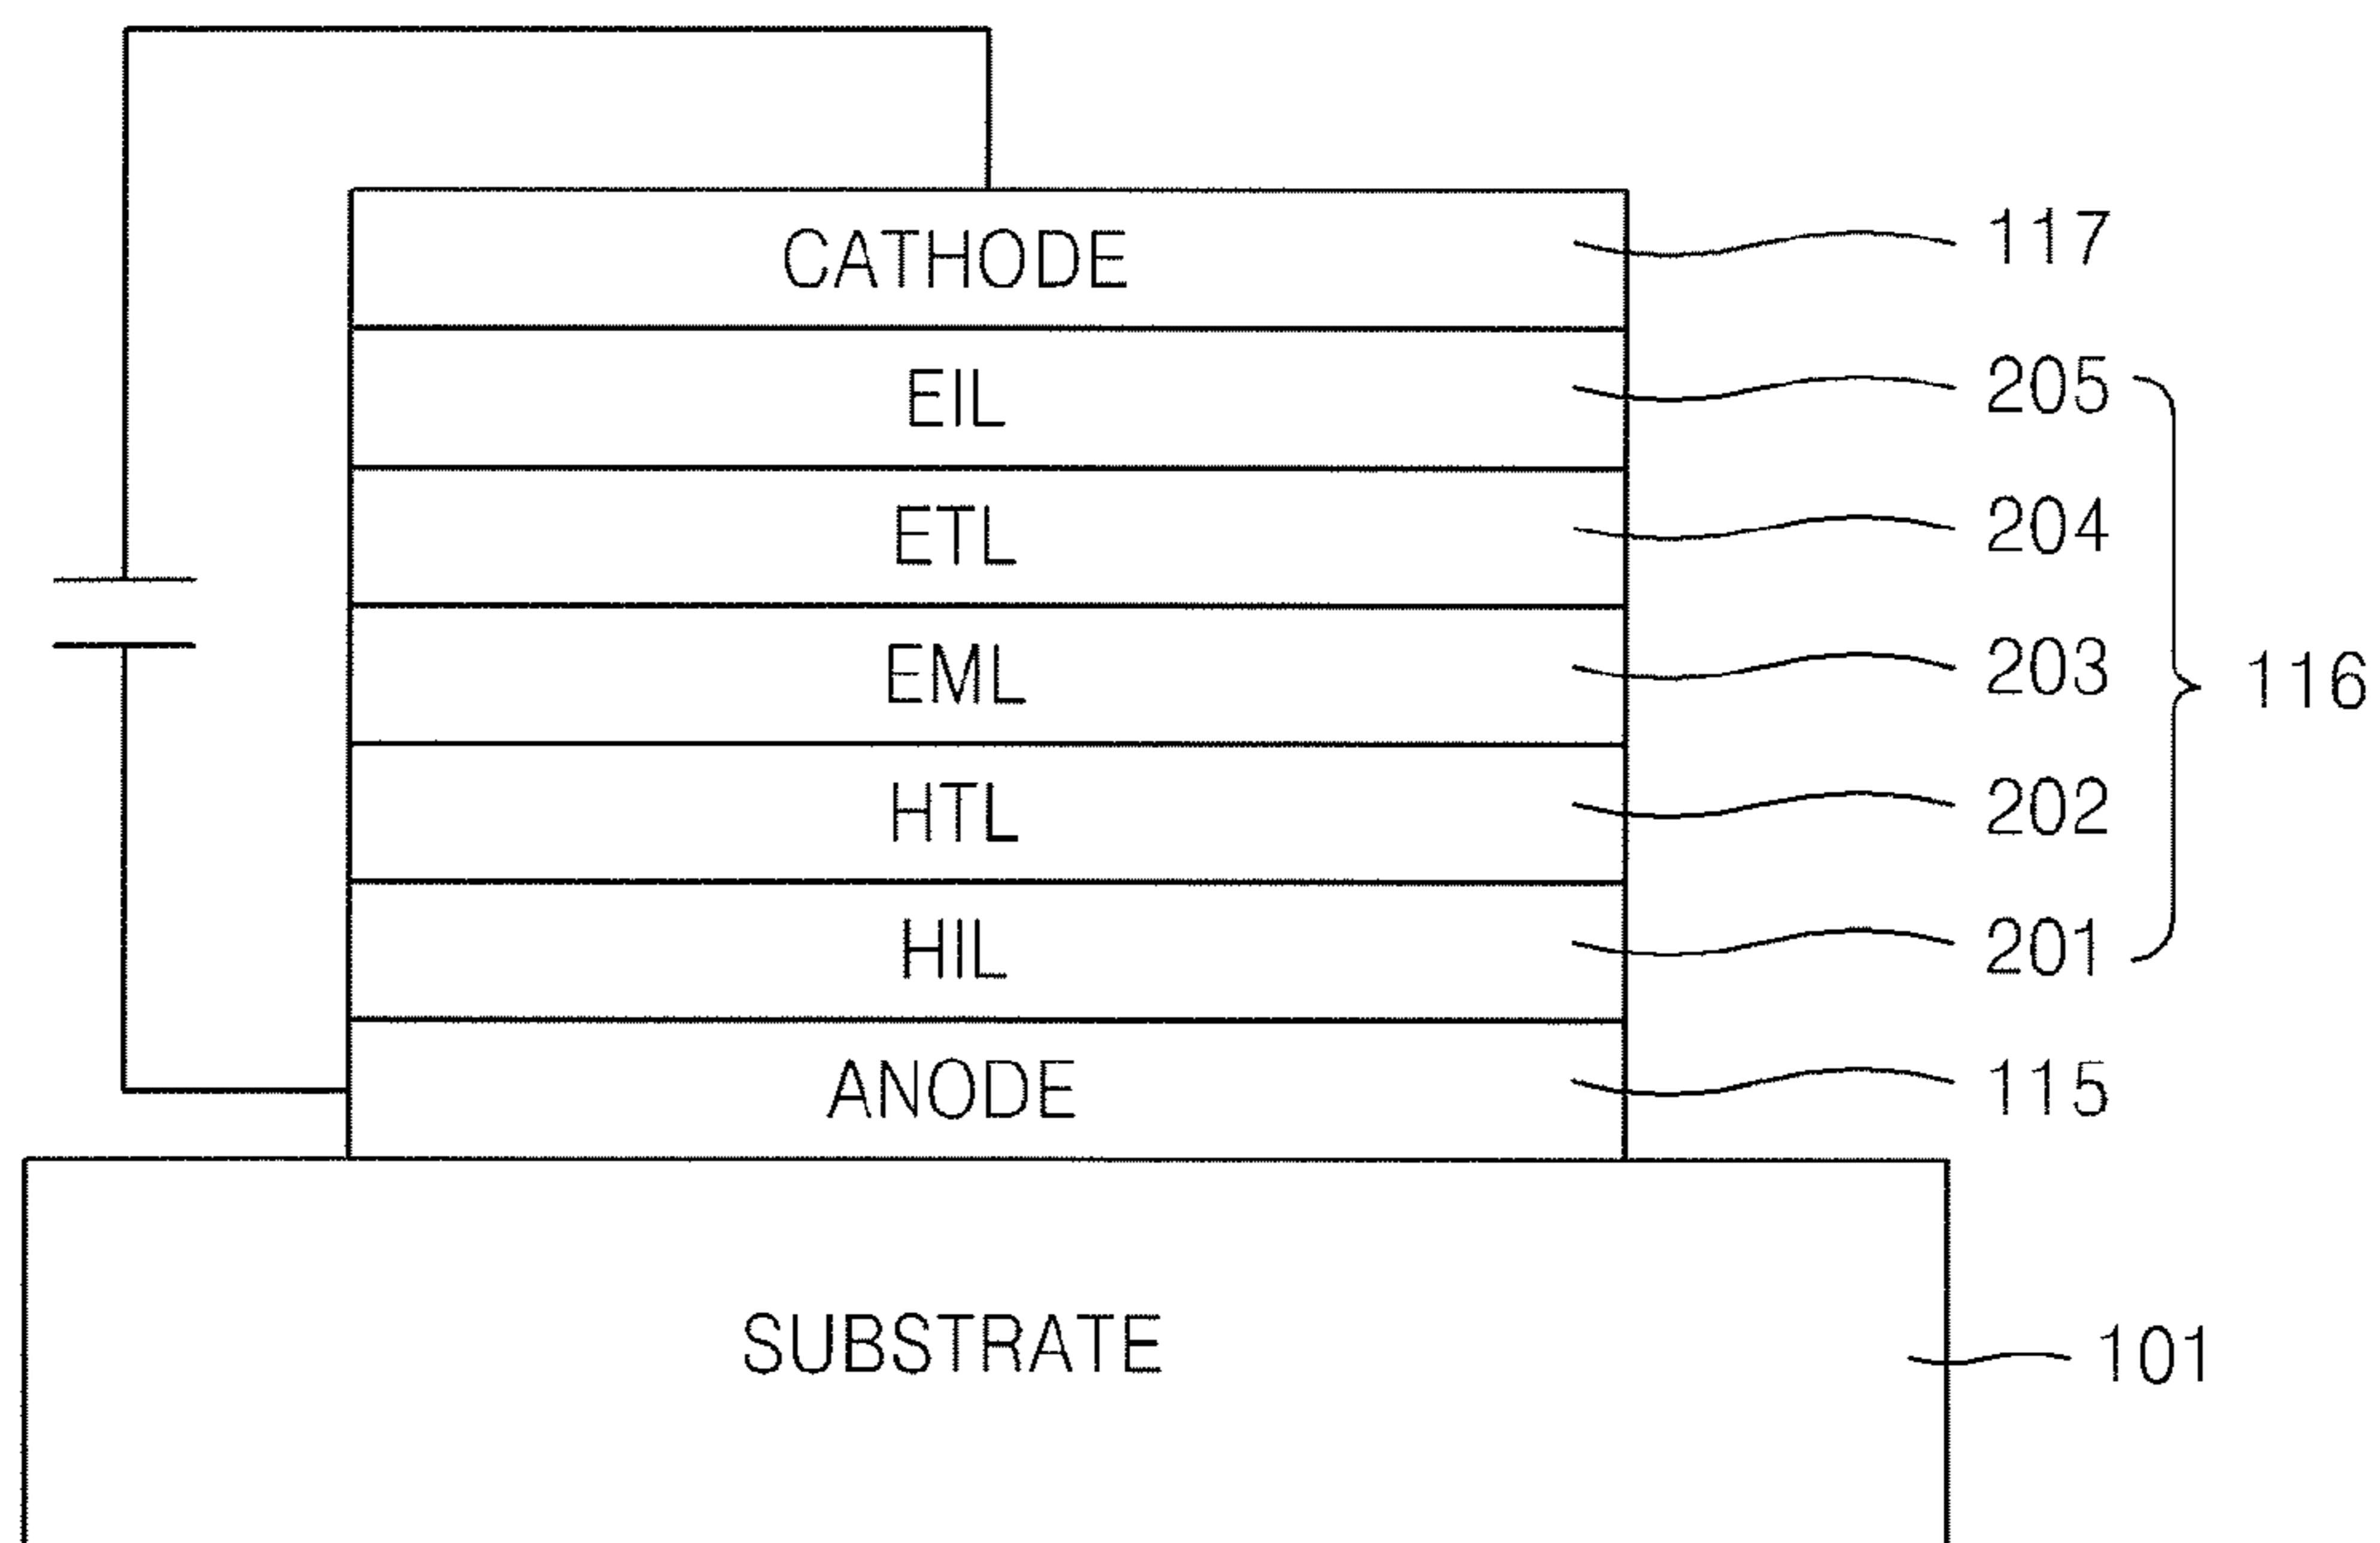 CATHODE 117
EIL 205
ETL 204
EML 203
116
HTL 202
HIL 201
ANODE 115
SUBSTRATE 101